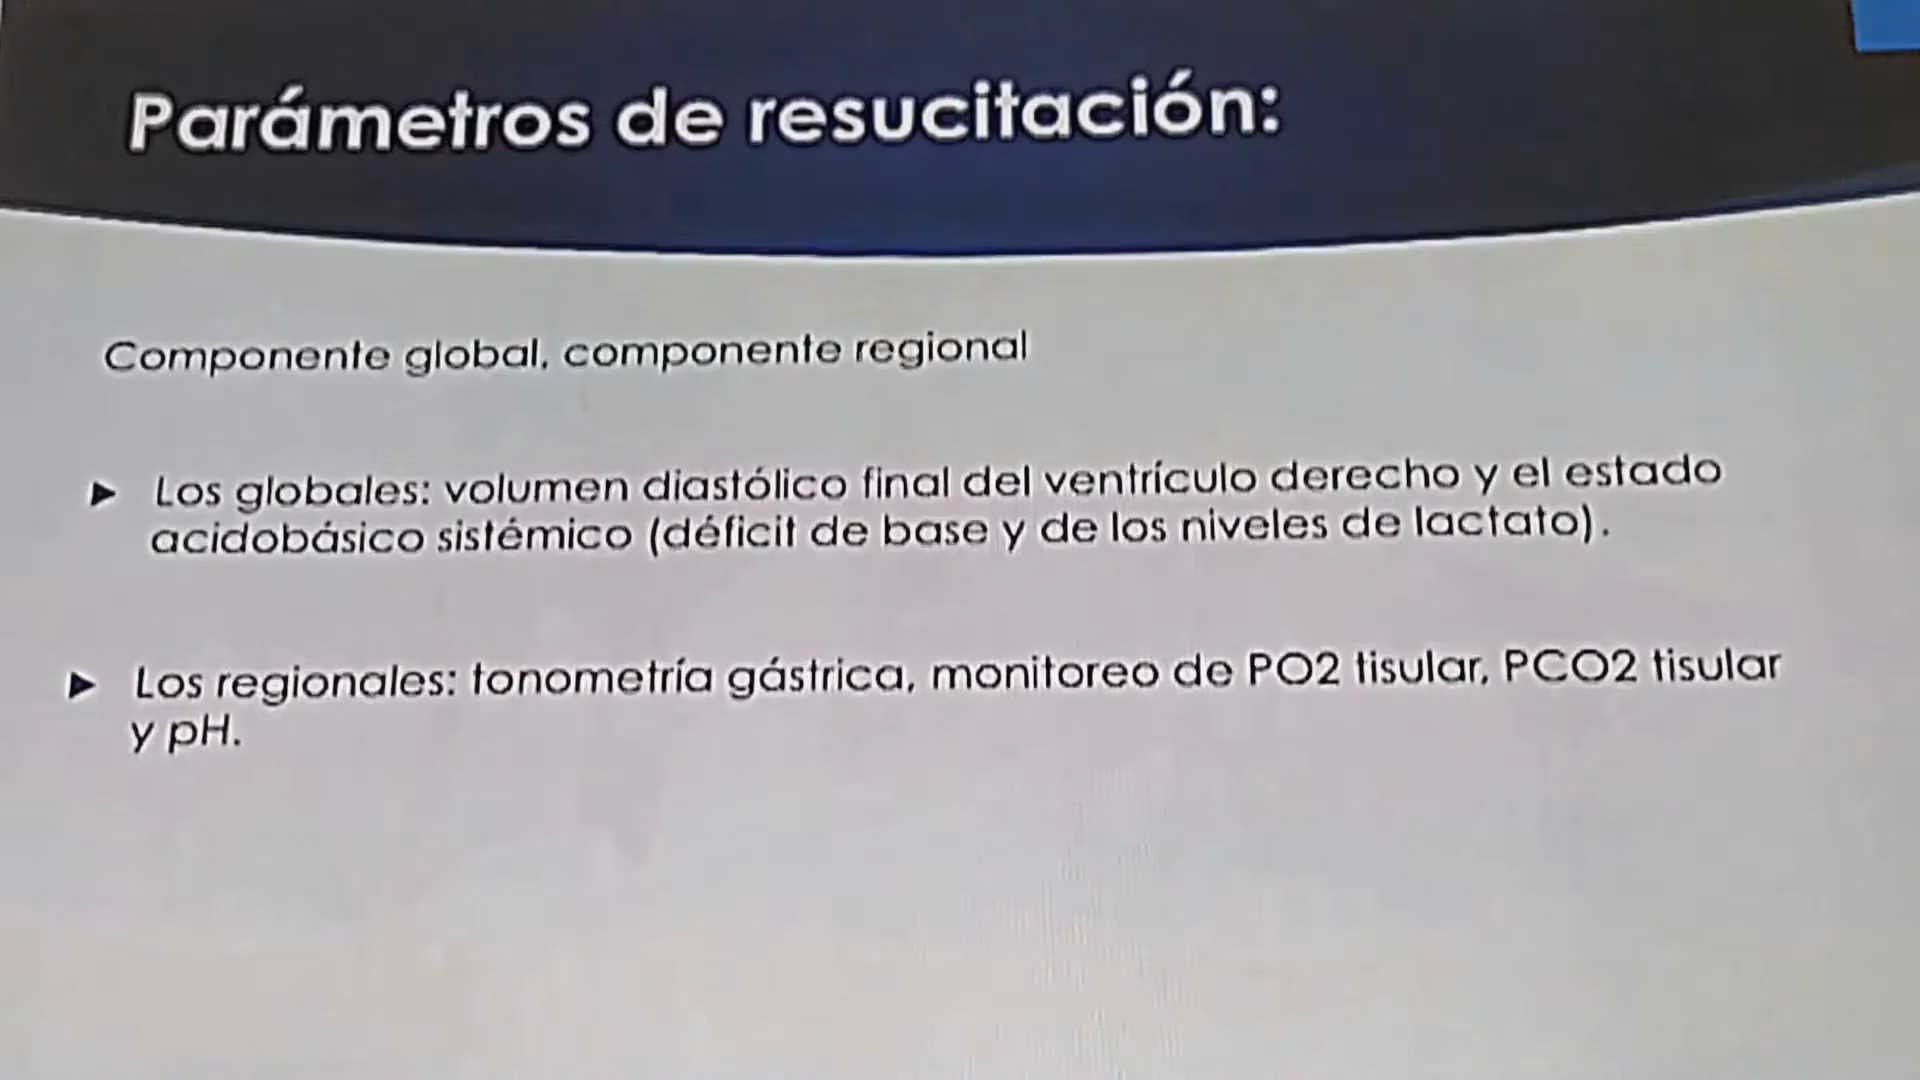 Parámetros de resucitación:
Componente global, componente regional
Los globales: volumen diastólico final del ventrículo derecho y el estado
acidobásico sistémico (déficit de base y de los niveles de lactato).
Los regionales: tonometría gástrica, monitoreo de PO2 tisular, PCO2 tisular
y pH.